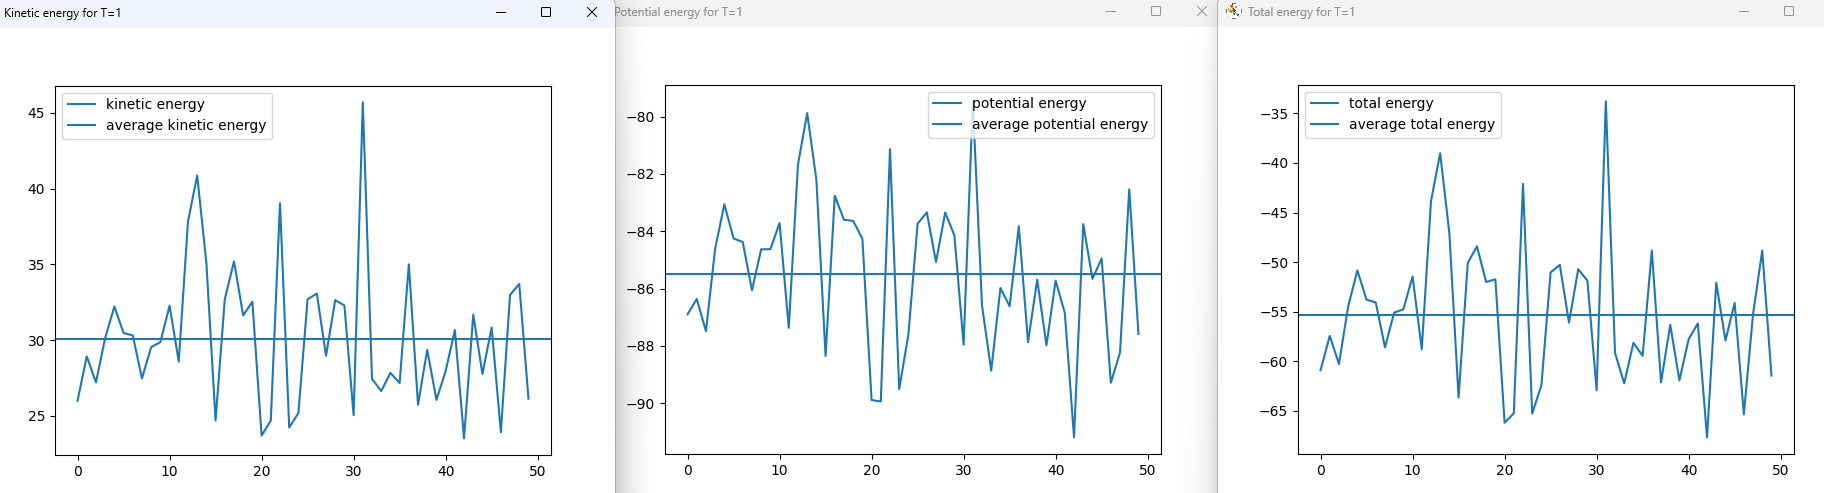 Kinetic energy for T=1
kinetic energy
average kinetic energy
45
40
35
30
25
0 10 20 30 40 50
Potential energy for T=1
potential energy
average potential energy
−80
−82
−84
−86
−88
−90
0 10 20 30 40 50
Total energy for T=1
total energy
average total energy
−35
−40
−45
−50
−55
−60
−65
0 10 20 30 40 50